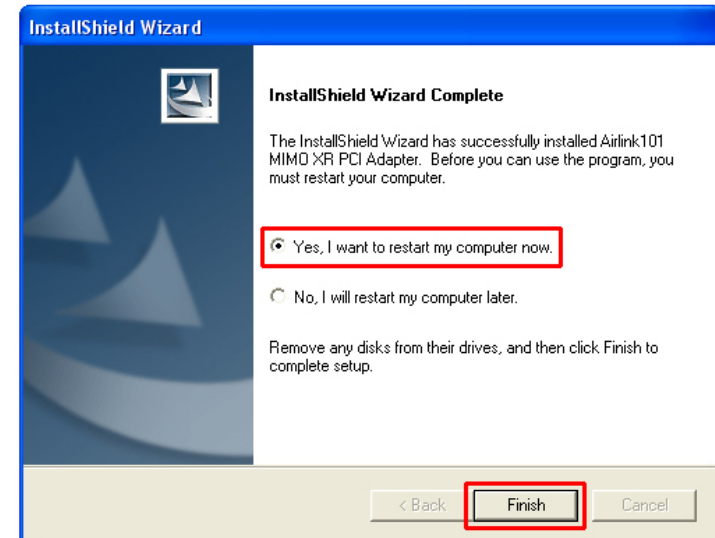 InstallShield Wizard
InstallShield Wizard Complete
The InstallShield Wizard has successfully installed Airlink101
MIMO XR PCI Adapter.  Before you can use the program, you
must restart your computer.
Yes, I want to restart my computer now.
No, I will restart my computer later.
Remove any disks from their drives, and then click Finish to
complete setup.
< Back
Finish
Cancel